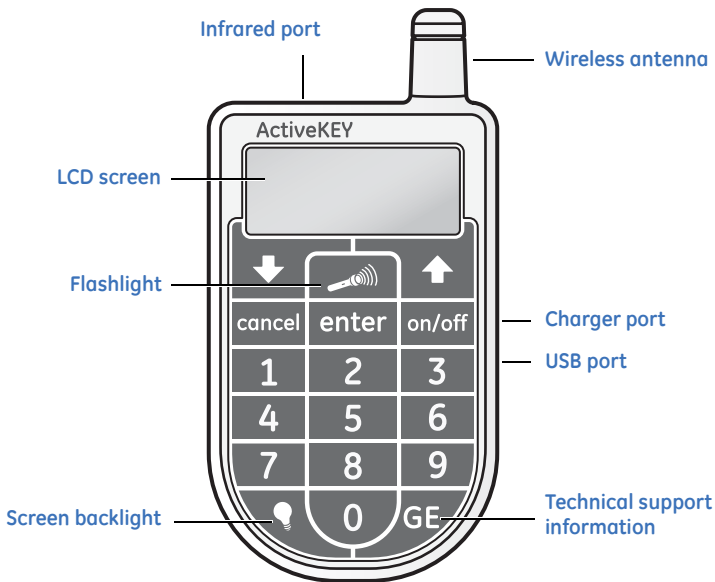 Infrared port
Wireless antenna
ActiveKEY
LCD screen
Flashlight
cancel enter on/off
Charger port
1 2 3
USB port
4 5 6
7 8 9
Screen backlight
0 GE
Technical support
information